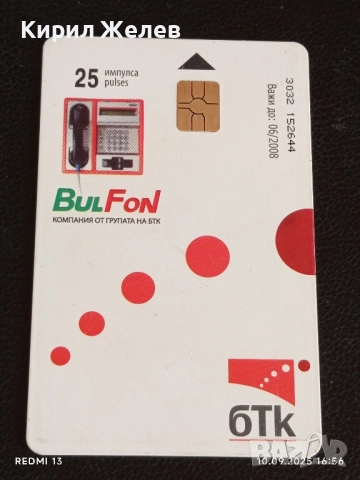 Кирил Желев
25 импулса
pulses
3032 152644
Важи до: 06/2008
BULFON
КОМПАНИЯ ОТ ГРУПАТА НА БТК
бТк
REDMI 13
10.09.2025 16:56
BAZAR